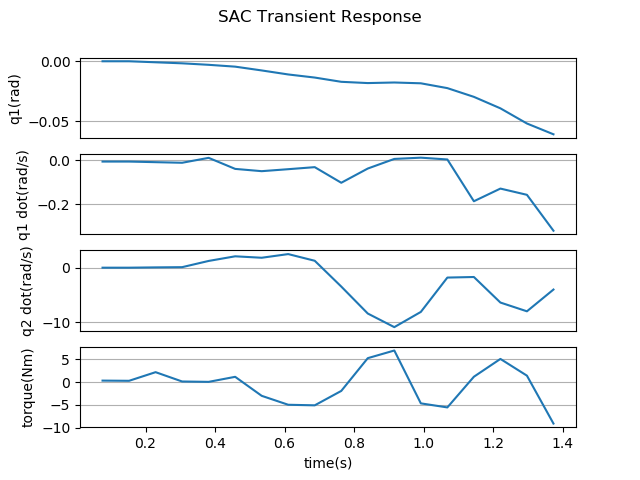 SAC Transient Response
q1(rad)
0.00
−0.05
q1 dot(rad/s)
0.0
−0.2
q2 dot(rad/s)
0
−10
torque(Nm)
5
0
−5
−10
0.2 0.4 0.6 0.8 1.0 1.2 1.4
time(s)